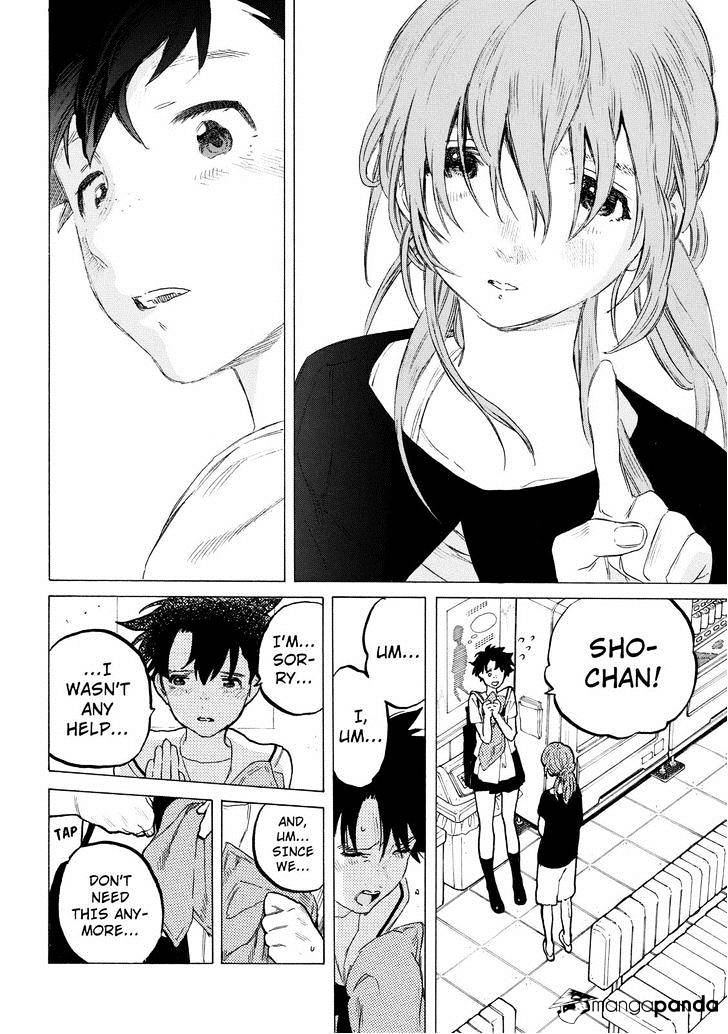 SHO-
CHAN!
UM...
I,
UM...
I'M...
SOR-
RY...
...I
WASN'T
ANY
HELP...
AND,
UM...
SINCE
WE...
TAP
DON'T
NEED
THIS ANY-
MORE...
mangapanda